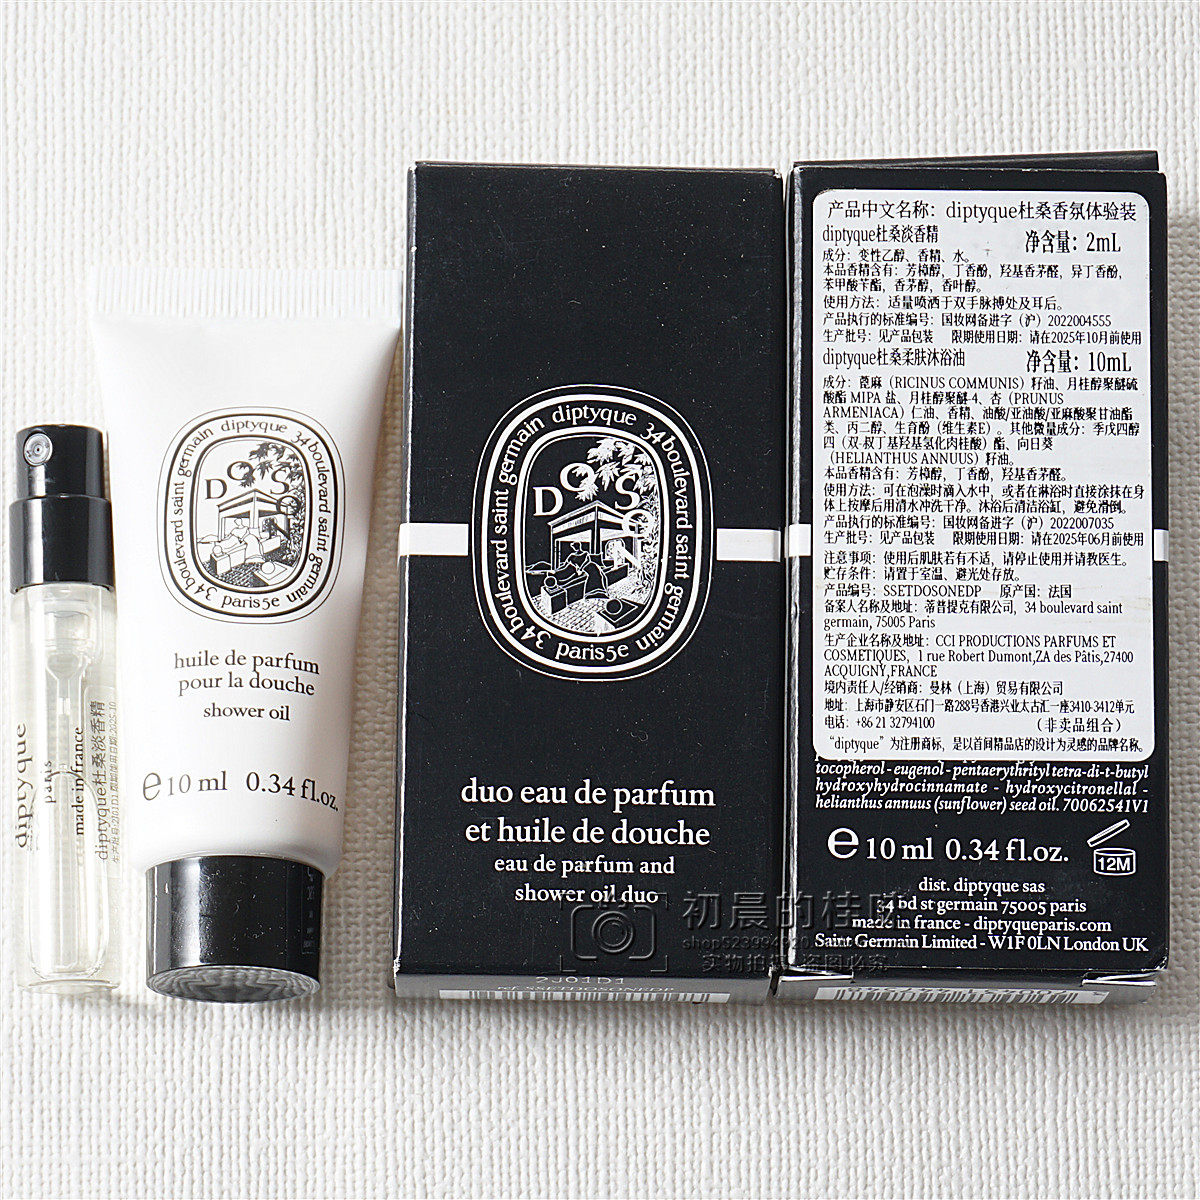 diptyque
paris
made in france
diptyque杜桑淡香精
34 boulevard saint germain diptyque 34 boulevard saint germain
DO SON
paris5e
huile de parfum
pour la douche
shower oil
e10 ml 0.34 fl.oz.
34 boulevard saint germain diptyque 34 boulevard saint germain
DO SON
paris5e
duo eau de parfum
et huile de douche
eau de parfum and
shower oil duo
2J01D1
ref. SSETDOSONEDP
产品中文名称：diptyque杜桑香氛体验装
diptyque杜桑淡香精 净含量：2mL
成分：变性乙醇、香精、水。
本品香精含有：芳樟醇，丁香酚，羟基香茅醛，异丁香酚，
苯甲酸苄酯，香茅醇，香叶醇。
使用方法：适量喷洒于双手脉搏处及耳后。
产品执行的标准编号：国妆网备进字（沪）2022004555
生产批号：见产品包装 限期使用日期：请在2025年10月前使用
diptyque杜桑柔肤沐浴油 净含量：10mL
成分：蓖麻（RICINUS COMMUNIS）籽油、月桂醇聚醚硫
酸酯 MIPA 盐、月桂醇聚醚-4、杏（PRUNUS
ARMENIACA）仁油、香精、油酸/亚油酸/亚麻酸聚甘油酯
类、丙二醇、生育酚（维生素E）。其他微量成分：季戊四醇
四（双-叔丁基羟基氢化肉桂酸）酯、向日葵
（HELIANTHUS ANNUUS）籽油。
本品香精含有：芳樟醇，丁香酚，羟基香茅醛。
使用方法：可在泡澡时滴入水中，或者在淋浴时直接涂抹在身
体上按摩后用清水冲洗干净。沐浴后清洁浴缸，避免滑倒。
产品执行的标准编号：国妆网备进字（沪）2022007035
生产批号：见产品包装 限期使用日期：请在2025年06月前使用
注意事项：使用后肌肤若有不适，请停止使用并请教医生。
贮存条件：请置于室温、避光处存放。
产品编号：SSETDOSONEDP 原产国：法国
备案人名称及地址：蒂普提克有限公司，34 boulevard saint
germain, 75005 Paris
生产企业名称及地址：CCI PRODUCTIONS PARFUMS ET
COSMETIQUES, 1 rue Robert Dumont,ZA des Pâtis,27400
ACQUIGNY,FRANCE
境内责任人/经销商：曼林（上海）贸易有限公司
地址：上海市静安区石门一路288号香港兴业太古汇一座3410-3412单元
电话：+86 21 32794100 （非卖品组合）
“diptyque”为注册商标，是以首间精品店的设计为灵感的品牌名称。
tocopherol - eugenol - pentaerythrityl tetra-di-t-butyl
hydroxyhydrocinnamate - hydroxycitronellal -
helianthus annuus (sunflower) seed oil. 70062541V1
e 10 ml 0.34 fl.oz.
12M
dist. diptyque sas
34 bd st germain 75005 paris
made in france - diptyqueparis.com
Saint Germain Limited - W1F 0LN London UK
初晨的桂
实物拍摄 盗图必究